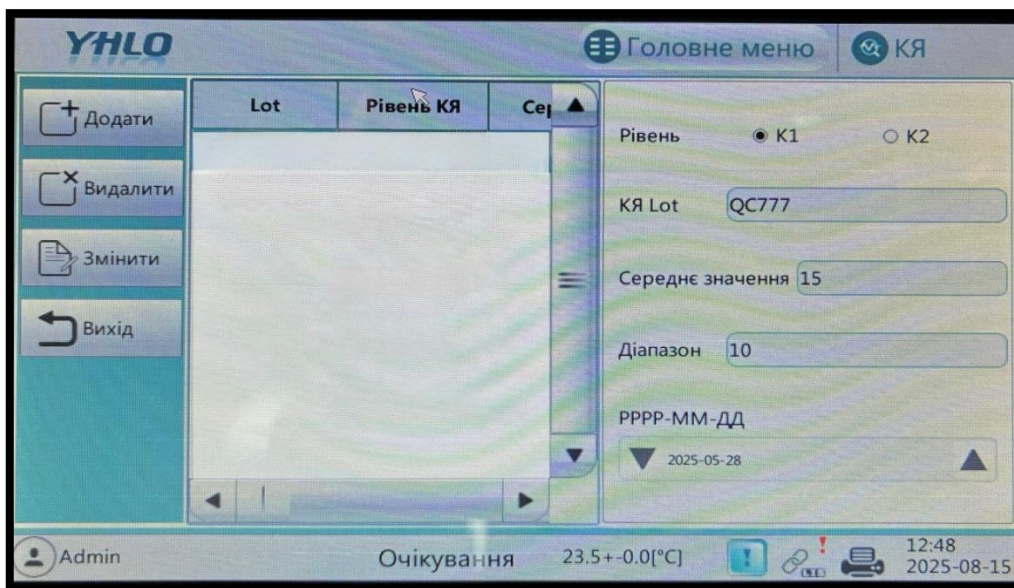 YHLO
Головне меню
КЯ
Додати
Видалити
Змінити
Вихід
Lot Рівень КЯ Сер
Рівень K1 K2
КЯ Lot QC777
Середнє значення 15
Діапазон 10
РРРР-ММ-ДД
2025-05-28
Admin
Очікування
23.5+-0.0[°C]
12:48
2025-08-15